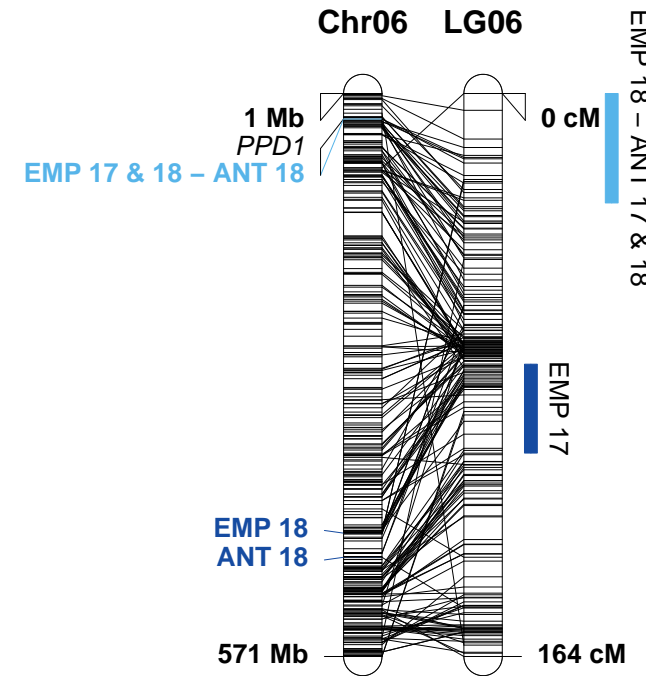 Chr06 LG06
1 Mb
PPD1
EMP 17 & 18 – ANT 18
0 cM
EMP 18 – ANT 17 & 18
EMP 17
EMP 18
ANT 18
571 Mb
164 cM